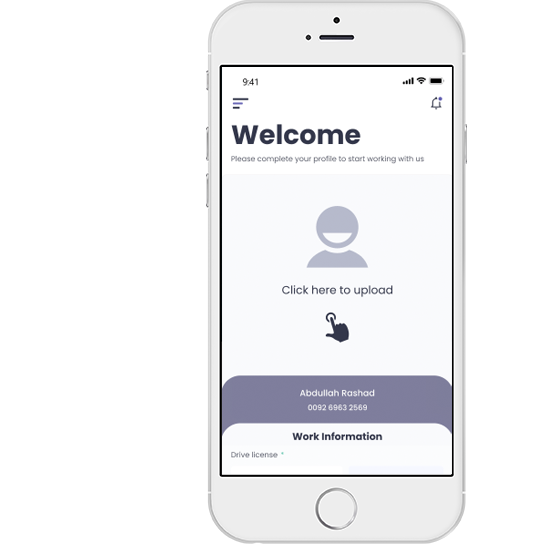 9:41
Welcome
Please complete your profile to start working with us
Click here to upload
Abdullah Rashad
0092 6963 2569
Work Information
Drive license *